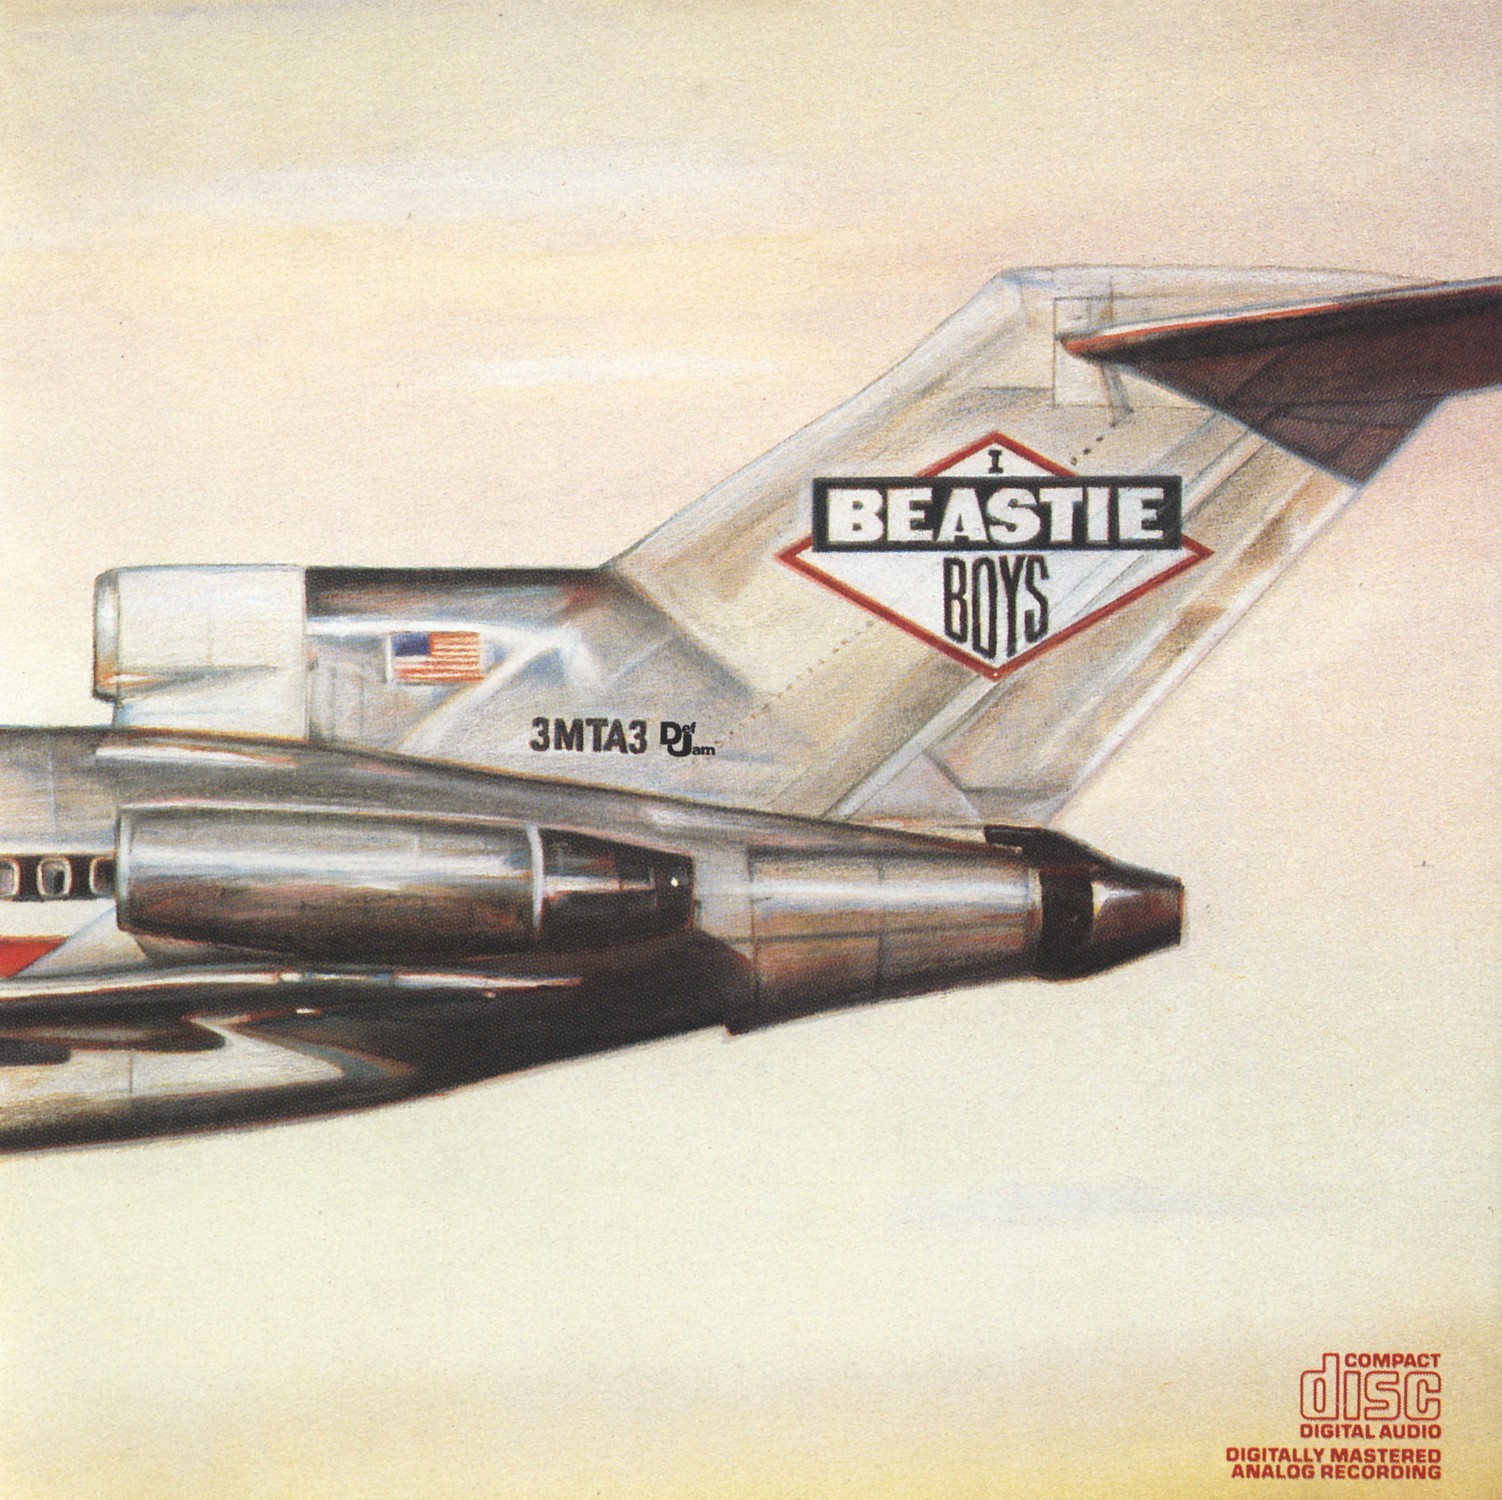 I
BEASTIE
BOYS
3MTA3 Def Jam
COMPACT
disc
DIGITAL AUDIO
DIGITALLY MASTERED
ANALOG RECORDING